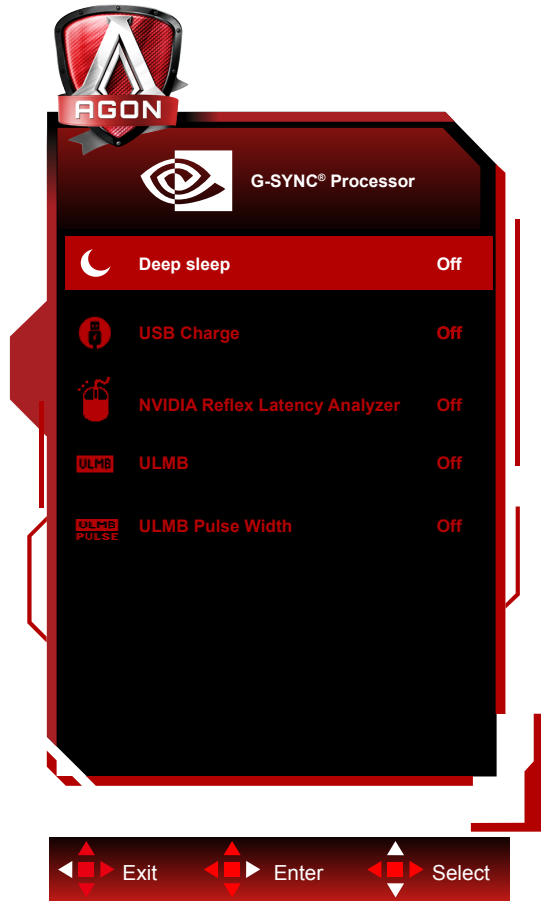 AGON
G-SYNC® Processor
Deep sleep Off
USB Charge Off
NVIDIA Reflex Latency Analyzer Off
ULMB ULMB Off
ULMB PULSE ULMB Pulse Width Off
Exit Enter Select